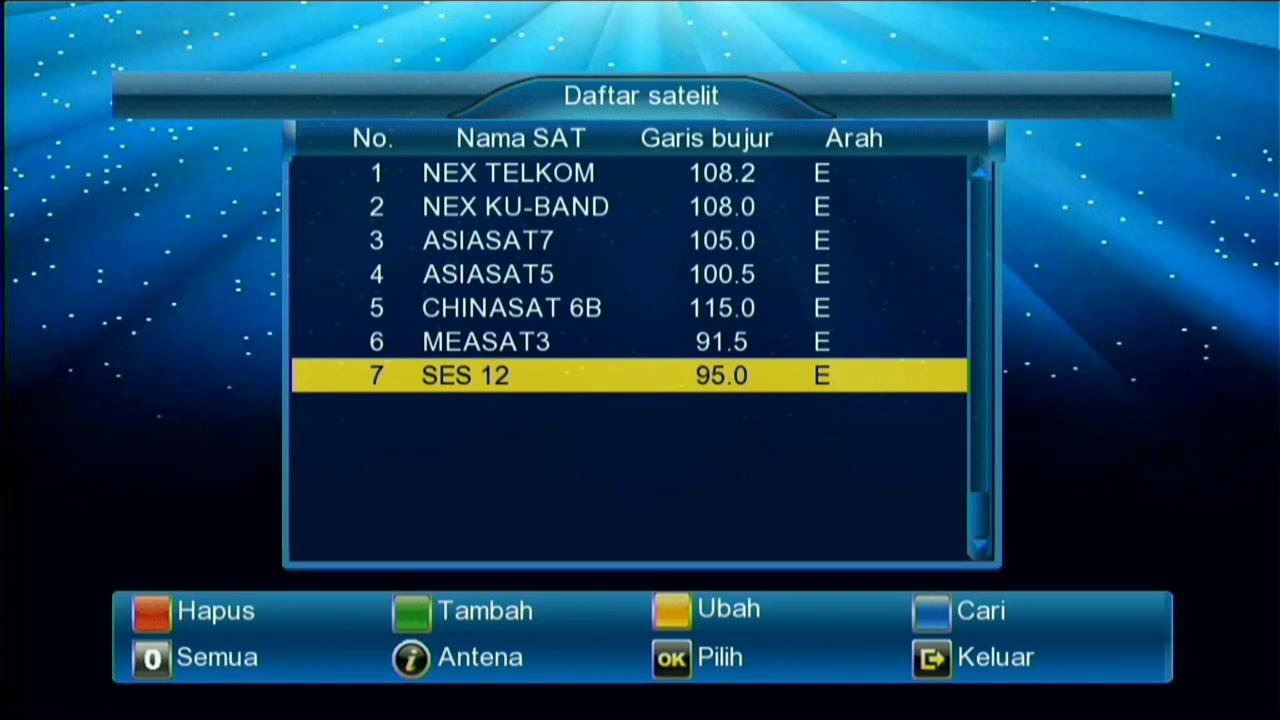 Daftar satelit
No. Nama SAT Garis bujur Arah
1 NEX TELKOM 108.2 E
2 NEX KU-BAND 108.0 E
3 ASIASAT7 105.0 E
4 ASIASAT5 100.5 E
5 CHINASAT 6B 115.0 E
6 MEASAT3 91.5 E
7 SES 12 95.0 E
Hapus Tambah Ubah Cari
0 Semua i Antena OK Pilih Keluar